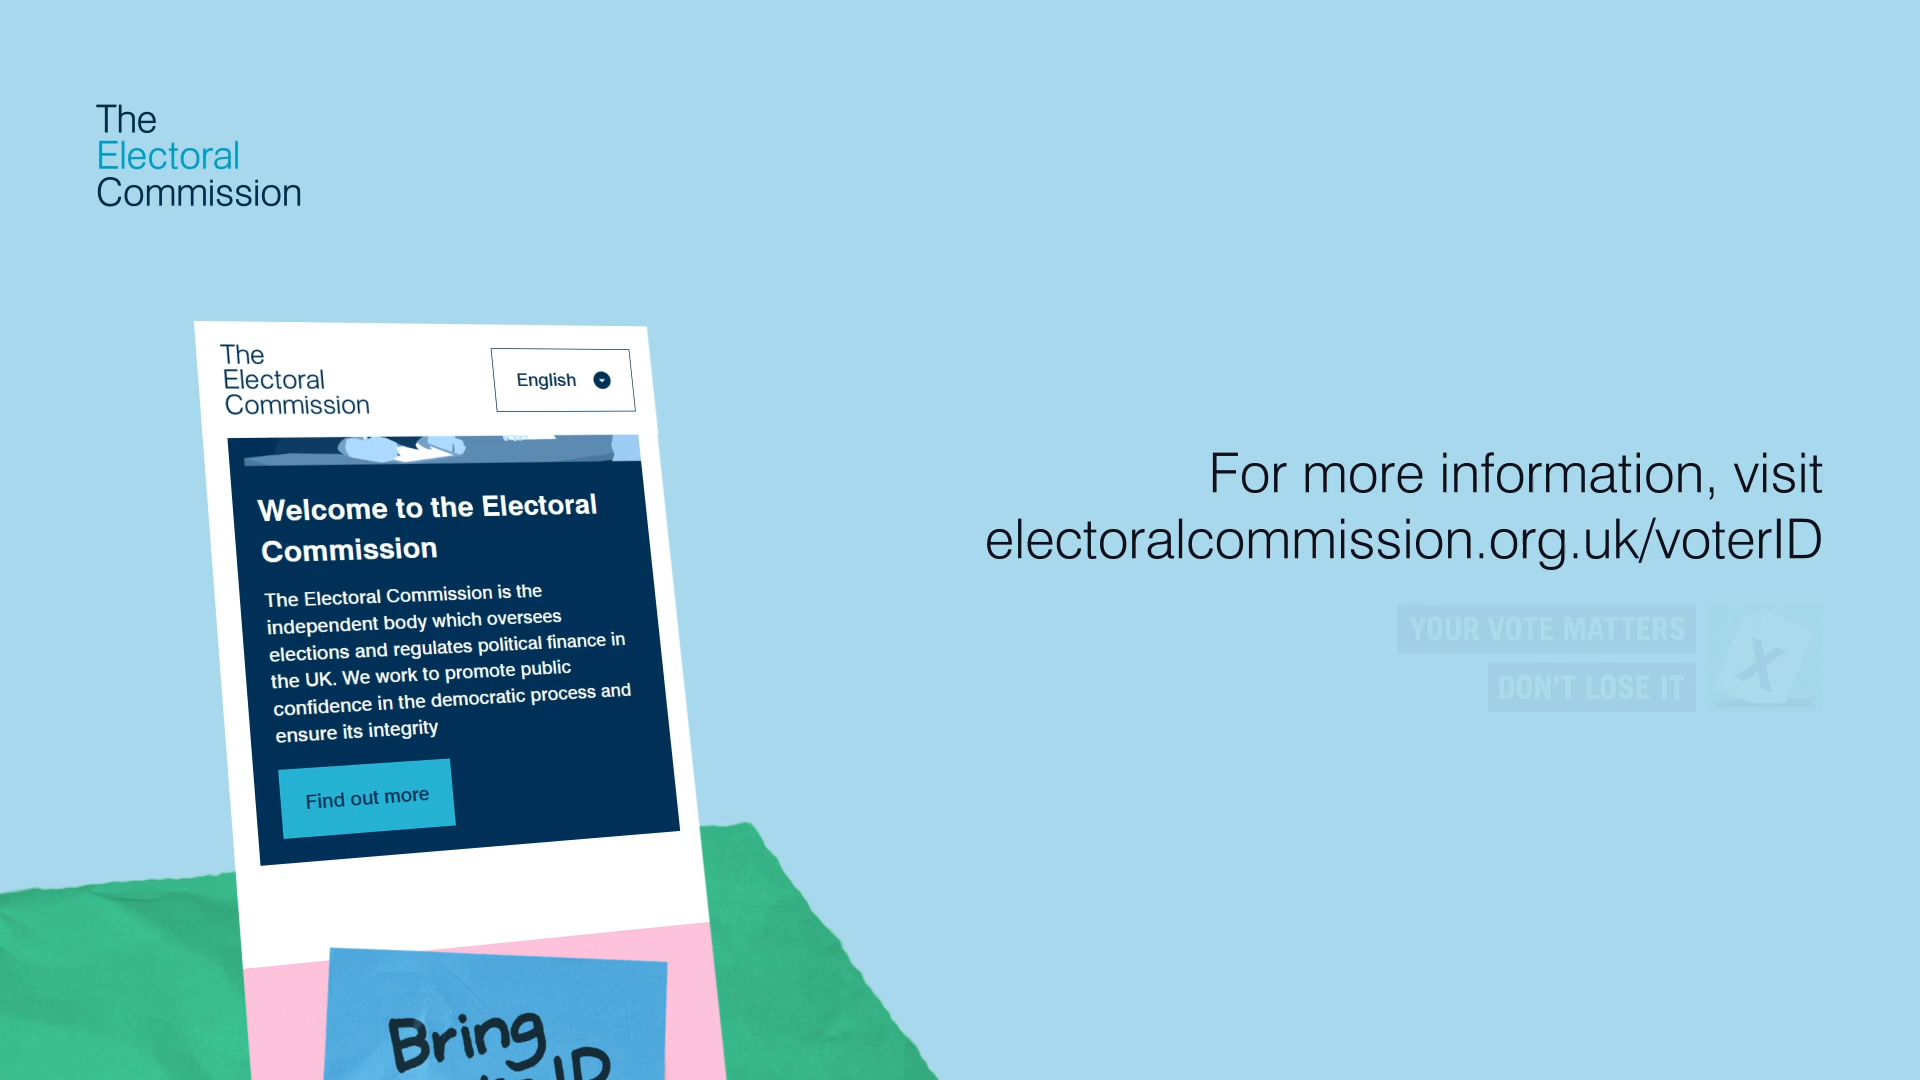 The
Electoral
Commission
The
Electoral
Commission
English
Welcome to the Electoral
Commission
The Electoral Commission is the
independent body which oversees
elections and regulates political finance in
the UK. We work to promote public
confidence in the democratic process and
ensure its integrity
Find out more
Bring
ID
For more information, visit
electoralcommission.org.uk/voterID
YOUR VOTE MATTERS
DON'T LOSE IT
X